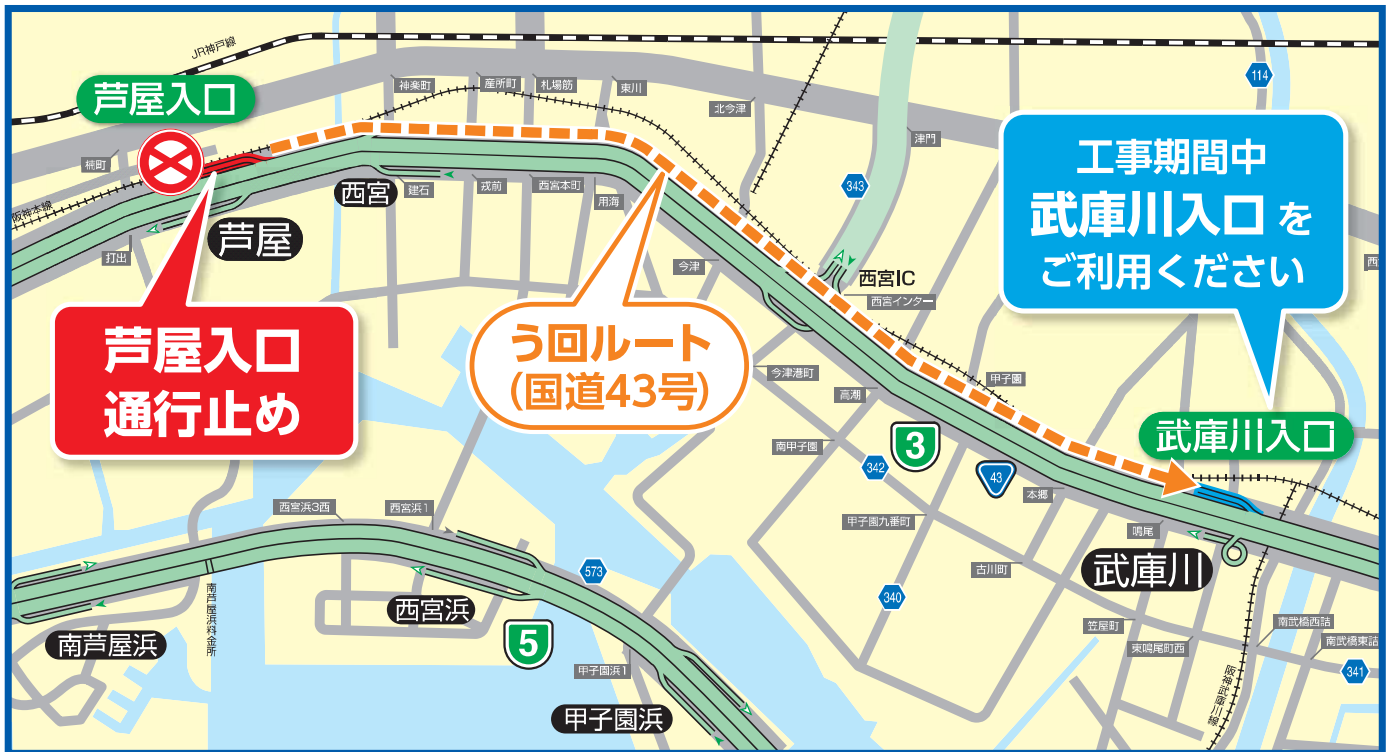 JR神戸線
114
芦屋入口
神楽町
産所町
札場筋
東川
北今津
津門
楠町
工事期間中
武庫川入口を
ご利用ください
343
阪神本線
西宮
建石
戎前
西宮本町
用海
芦屋
打出
今津
西宮IC
西宮インター
西
芦屋入口
通行止め
う回ルート
(国道43号)
今津港町
高潮
甲子園
武庫川入口
南甲子園
342
3
43
本郷
西宮浜3西
西宮浜1
甲子園九番町
鳴尾
武庫川
573
古川町
340
南芦屋浜料金所
西宮浜
5
南芦屋浜
甲子園浜1
笠屋町
東鳴尾町西
南武橋西詰
南武橋東詰
341
阪神武庫川線
甲子園浜